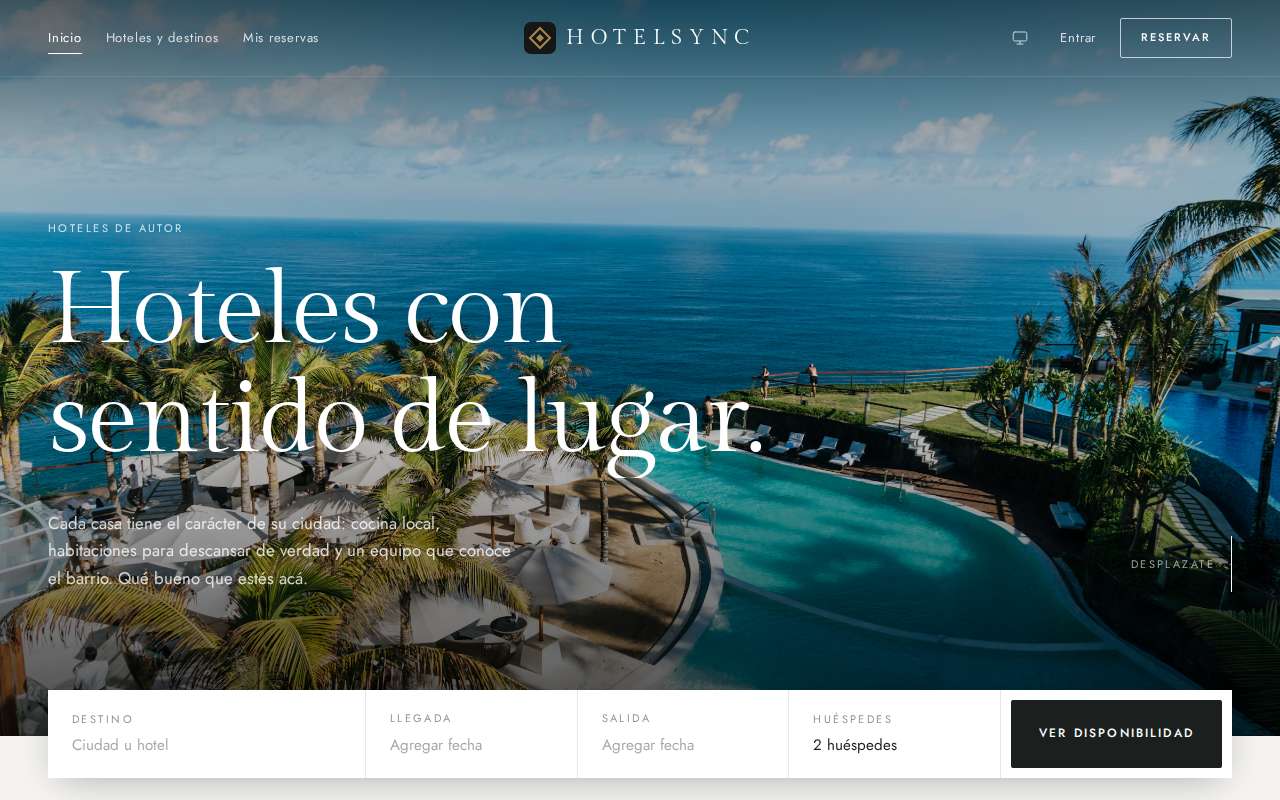 Inicio
Hoteles y destinos
Mis reservas
HOTELSYNC
Entrar
RESERVAR
HOTELES DE AUTOR
Hoteles con
sentido de lugar.
Cada casa tiene el carácter de su ciudad: cocina local,
habitaciones para descansar de verdad y un equipo que conoce
el barrio. Qué bueno que estés acá.
DESPLAZATE
DESTINO
Ciudad u hotel
LLEGADA
Agregar fecha
SALIDA
Agregar fecha
HUÉSPEDES
2 huéspedes
VER DISPONIBILIDAD